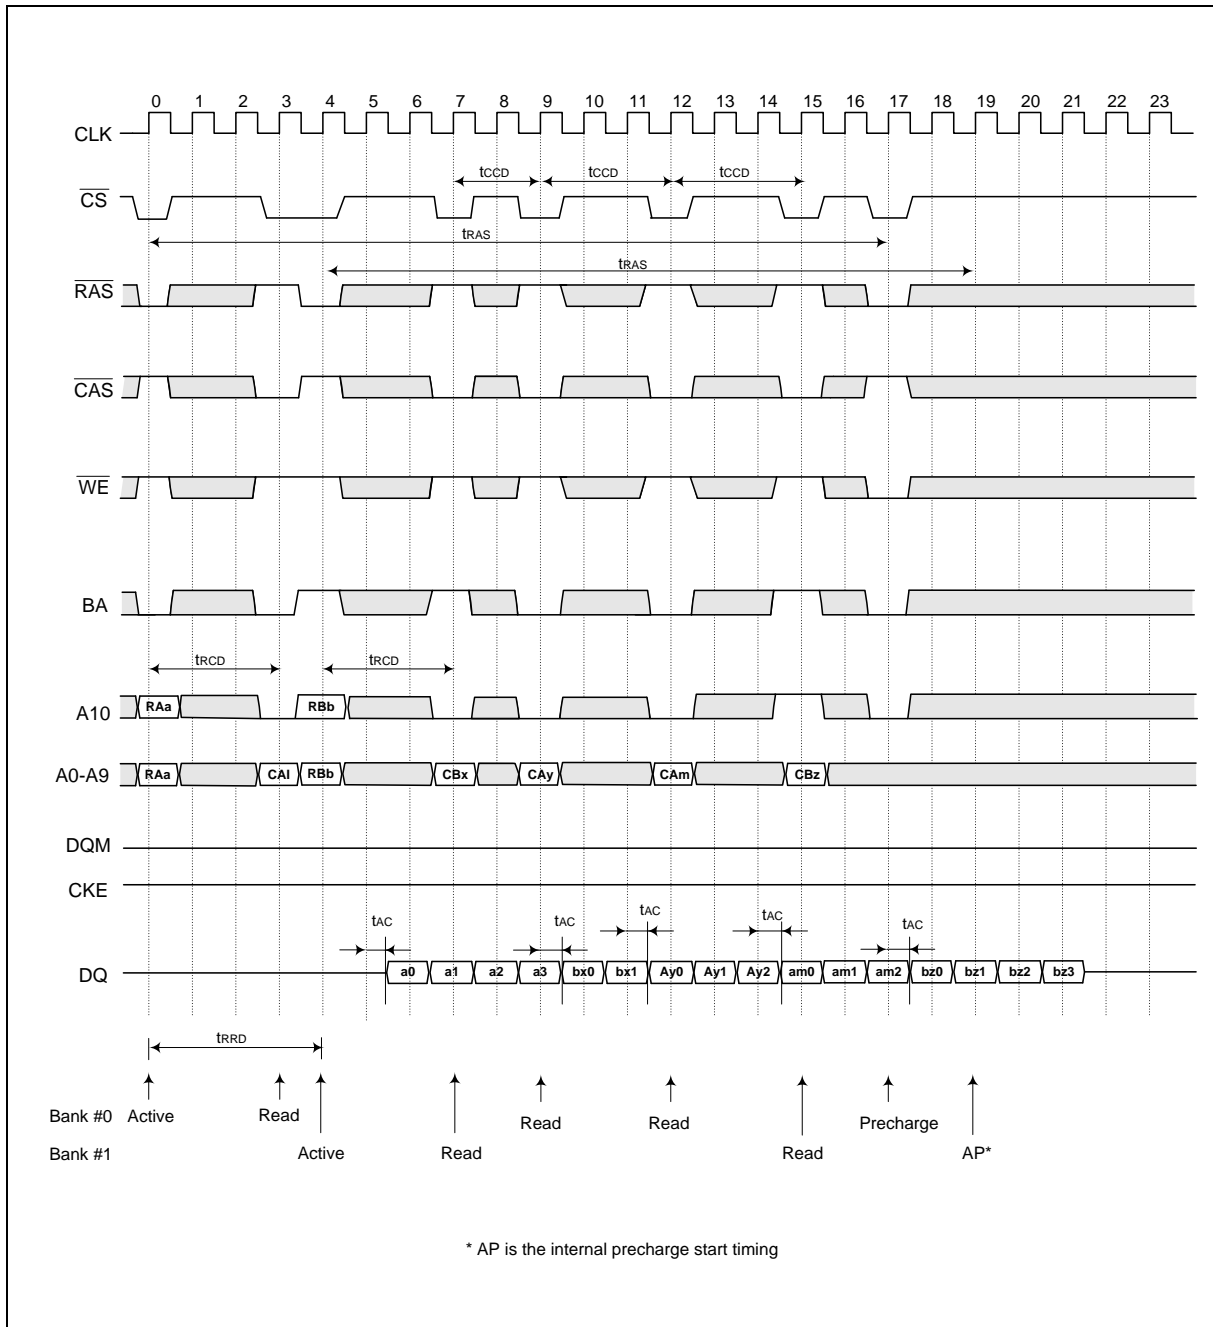 0 1 2 3 4 5 6 7 8 9 10 11 12 13 14 15 16 17 18 19 20 21 22 23
CLK
tCCD tCCD tCCD
CS
tRAS
tRAS
RAS
CAS
WE
BA
tRCD tRCD
A10 RAa RBb
A0-A9 RAa CAl RBb CBx CAy CAm CBz
DQM
CKE
tAC tAC tAC tAC tAC
DQ a0 a1 a2 a3 bx0 bx1 Ay0 Ay1 Ay2 am0 am1 am2 bz0 bz1 bz2 bz3
tRRD
Bank #0 Active Read Read Read Precharge
Bank #1 Active Read Read AP*
* AP is the internal precharge start timing